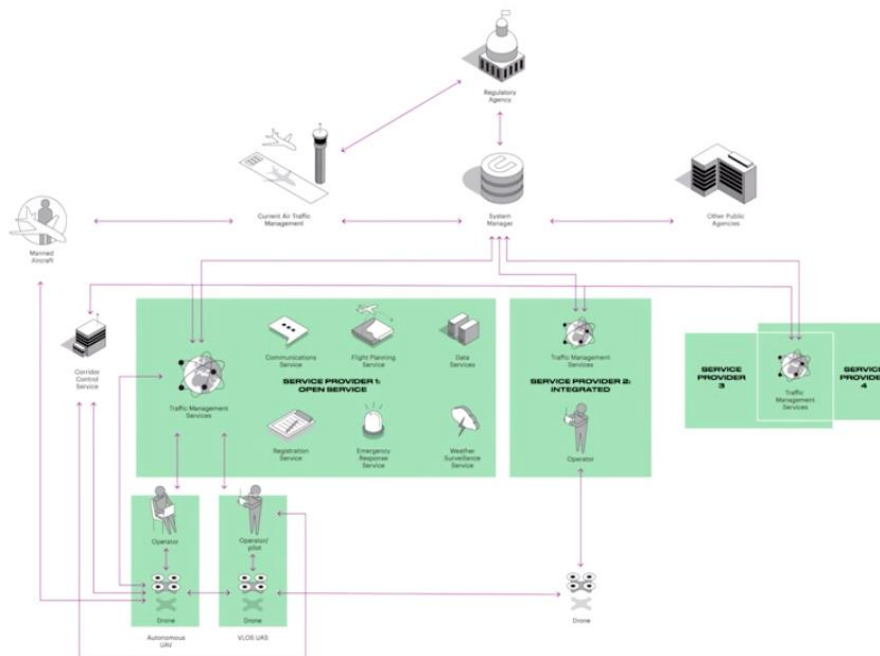 Regulatory
Agency
Current Air Traffic
Management
System
Manager
Other Public
Agencies
Manned
Aircraft
Corridor
Control
Service
Communications
Service
Flight Planning
Service
Data
Services
Traffic Management
Services
SERVICE PROVIDER 1:
OPEN SERVICE
Registration
Service
Emergency
Response
Service
Weather
Surveillance
Service
Traffic Management
Services
SERVICE PROVIDER 2:
INTEGRATED
Operator
SERVICE
PROVIDER
3
Traffic
Management
Services
SERVICE
PROVIDE
4
Operator
Operator/
pilot
Drone
Drone
Drone
Autonomous
UAV
VLOS UAS